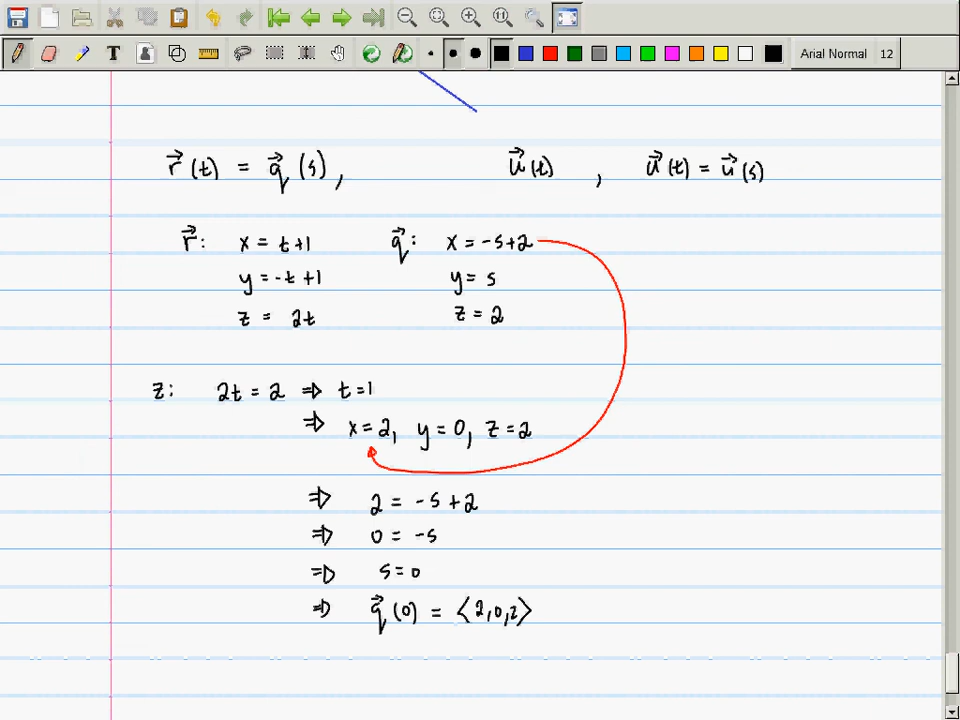 Arial Normal 12
r⃗(t) = q⃗(s), u⃗(t) , u⃗(t) = u⃗(s)
r⃗: x = t+1 q⃗: x = -s+2
y = -t+1 y = s
z = 2t z = 2
z: 2t = 2 ⇒ t=1
⇒ x=2, y=0, z=2
⇒ 2 = -s+2
⇒ 0 = -s
⇒ s=0
⇒ q⃗(0) = ⟨2,0,2⟩